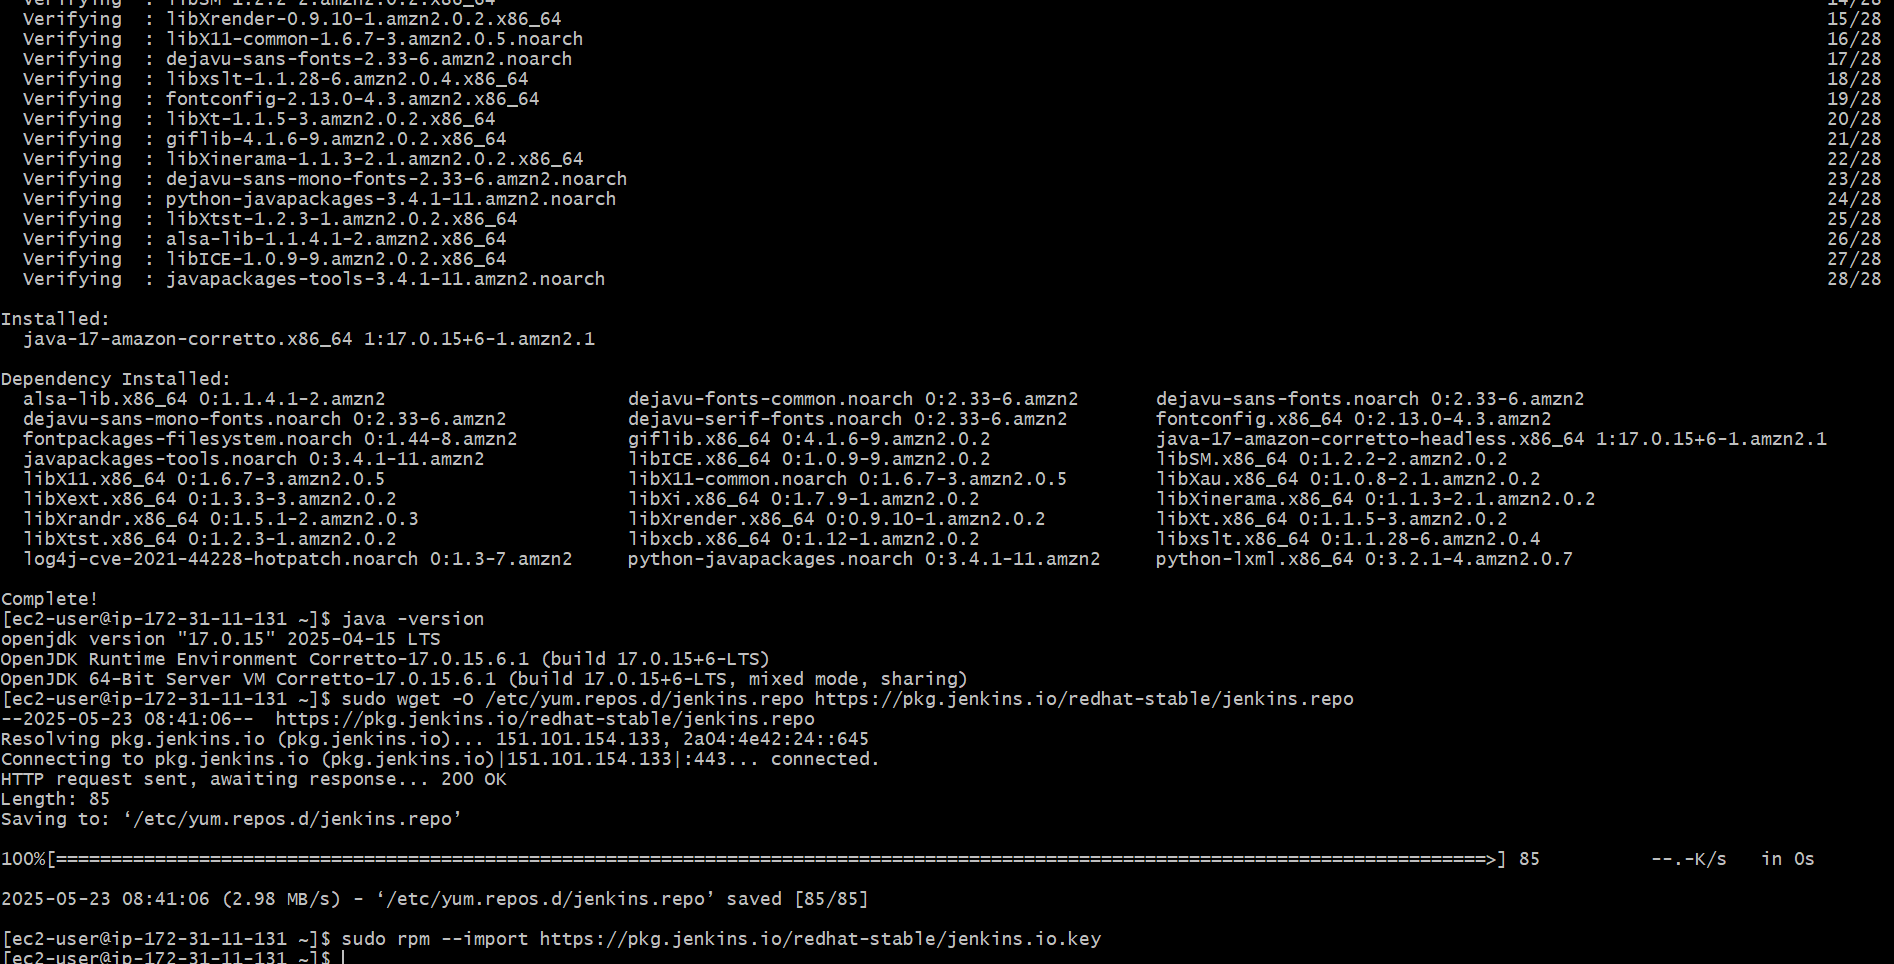 Verifying  : libSM-1.2.2-2.amzn2.0.2.x86_64 14/28
Verifying  : libXrender-0.9.10-1.amzn2.0.2.x86_64 15/28
Verifying  : libX11-common-1.6.7-3.amzn2.0.5.noarch 16/28
Verifying  : dejavu-sans-fonts-2.33-6.amzn2.noarch 17/28
Verifying  : libxslt-1.1.28-6.amzn2.0.4.x86_64 18/28
Verifying  : fontconfig-2.13.0-4.3.amzn2.x86_64 19/28
Verifying  : libXt-1.1.5-3.amzn2.0.2.x86_64 20/28
Verifying  : giflib-4.1.6-9.amzn2.0.2.x86_64 21/28
Verifying  : libXinerama-1.1.3-2.1.amzn2.0.2.x86_64 22/28
Verifying  : dejavu-sans-mono-fonts-2.33-6.amzn2.noarch 23/28
Verifying  : python-javapackages-3.4.1-11.amzn2.noarch 24/28
Verifying  : libXtst-1.2.3-1.amzn2.0.2.x86_64 25/28
Verifying  : alsa-lib-1.1.4.1-2.amzn2.x86_64 26/28
Verifying  : libICE-1.0.9-9.amzn2.0.2.x86_64 27/28
Verifying  : javapackages-tools-3.4.1-11.amzn2.noarch 28/28
Installed:
java-17-amazon-corretto.x86_64 1:17.0.15+6-1.amzn2.1
Dependency Installed:
alsa-lib.x86_64 0:1.1.4.1-2.amzn2 dejavu-fonts-common.noarch 0:2.33-6.amzn2 dejavu-sans-fonts.noarch 0:2.33-6.amzn2
dejavu-sans-mono-fonts.noarch 0:2.33-6.amzn2 dejavu-serif-fonts.noarch 0:2.33-6.amzn2 fontconfig.x86_64 0:2.13.0-4.3.amzn2
fontpackages-filesystem.noarch 0:1.44-8.amzn2 giflib.x86_64 0:4.1.6-9.amzn2.0.2 java-17-amazon-corretto-headless.x86_64 1:17.0.15+6-1.amzn2.1
javapackages-tools.noarch 0:3.4.1-11.amzn2 libICE.x86_64 0:1.0.9-9.amzn2.0.2 libSM.x86_64 0:1.2.2-2.amzn2.0.2
libX11.x86_64 0:1.6.7-3.amzn2.0.5 libX11-common.noarch 0:1.6.7-3.amzn2.0.5 libXau.x86_64 0:1.0.8-2.1.amzn2.0.2
libXext.x86_64 0:1.3.3-3.amzn2.0.2 libXi.x86_64 0:1.7.9-1.amzn2.0.2 libXinerama.x86_64 0:1.1.3-2.1.amzn2.0.2
libXrandr.x86_64 0:1.5.1-2.amzn2.0.3 libXrender.x86_64 0:0.9.10-1.amzn2.0.2 libXt.x86_64 0:1.1.5-3.amzn2.0.2
libXtst.x86_64 0:1.2.3-1.amzn2.0.2 libxcb.x86_64 0:1.12-1.amzn2.0.2 libxslt.x86_64 0:1.1.28-6.amzn2.0.4
log4j-cve-2021-44228-hotpatch.noarch 0:1.3-7.amzn2 python-javapackages.noarch 0:3.4.1-11.amzn2 python-lxml.x86_64 0:3.2.1-4.amzn2.0.7
Complete!
[ec2-user@ip-172-31-11-131 ~]$ java -version
openjdk version "17.0.15" 2025-04-15 LTS
OpenJDK Runtime Environment Corretto-17.0.15.6.1 (build 17.0.15+6-LTS)
OpenJDK 64-Bit Server VM Corretto-17.0.15.6.1 (build 17.0.15+6-LTS, mixed mode, sharing)
[ec2-user@ip-172-31-11-131 ~]$ sudo wget -O /etc/yum.repos.d/jenkins.repo https://pkg.jenkins.io/redhat-stable/jenkins.repo
--2025-05-23 08:41:06--  https://pkg.jenkins.io/redhat-stable/jenkins.repo
Resolving pkg.jenkins.io (pkg.jenkins.io)... 151.101.154.133, 2a04:4e42:24::645
Connecting to pkg.jenkins.io (pkg.jenkins.io)|151.101.154.133|:443... connected.
HTTP request sent, awaiting response... 200 OK
Length: 85
Saving to: ‘/etc/yum.repos.d/jenkins.repo’
100%[==================================================================================================================================>] 85 --.-K/s in 0s
2025-05-23 08:41:06 (2.98 MB/s) - ‘/etc/yum.repos.d/jenkins.repo’ saved [85/85]
[ec2-user@ip-172-31-11-131 ~]$ sudo rpm --import https://pkg.jenkins.io/redhat-stable/jenkins.io.key
[ec2-user@ip-172-31-11-131 ~]$